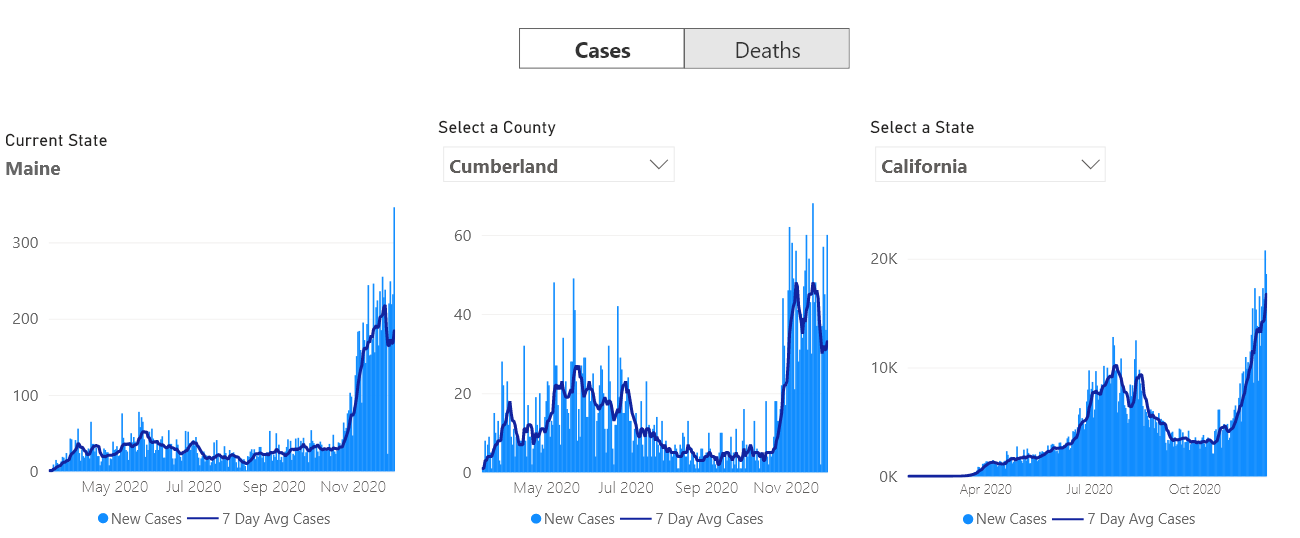 Cases
Deaths
Current State
Maine
300
200
100
0
May 2020
Jul 2020
Sep 2020
Nov 2020
New Cases
7 Day Avg Cases
Select a County
Cumberland
60
40
20
0
May 2020
Jul 2020
Sep 2020
Nov 2020
New Cases
7 Day Avg Cases
Select a State
California
20K
10K
0K
Apr 2020
Jul 2020
Oct 2020
New Cases
7 Day Avg Cases